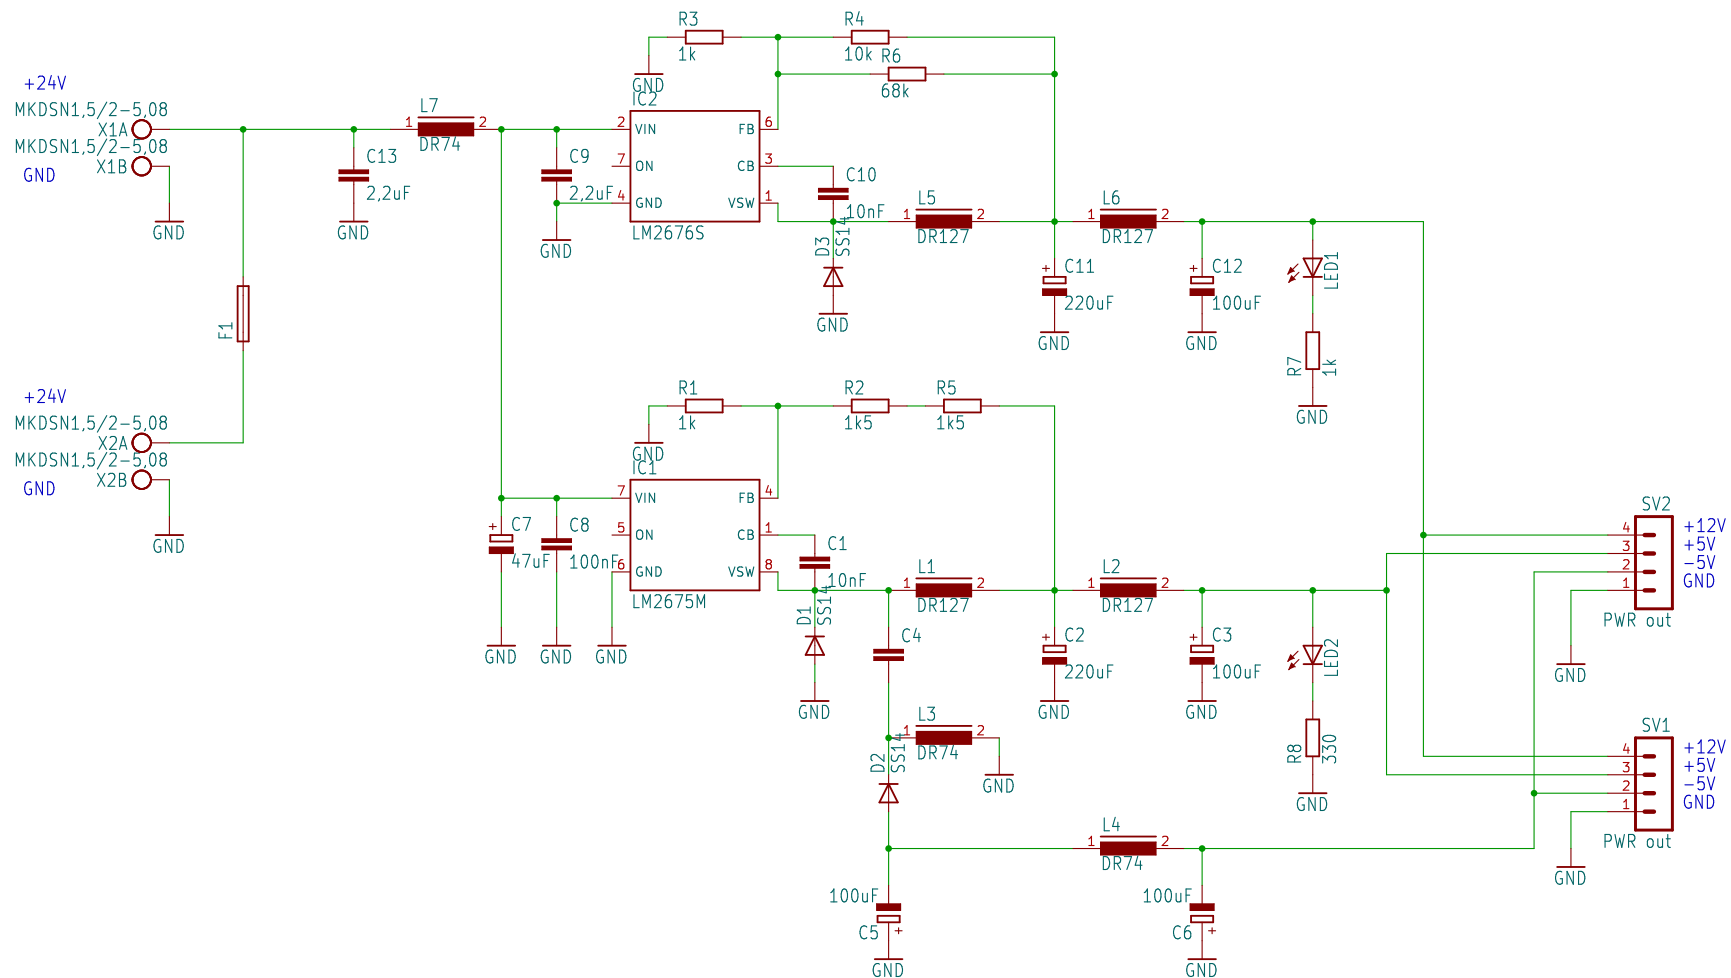 +24V
MKDSN1,5/2-5,08
X1A
MKDSN1,5/2-5,08
X1B
GND
GND
F1
+24V
MKDSN1,5/2-5,08
X2A
MKDSN1,5/2-5,08
X2B
GND
GND
C13
2,2uF
GND
L7
1 2
DR74
C9
2,2uF
GND
R3
1k
GND
IC2
2 VIN FB 6
7 ON CB 3
4 GND VSW 1
LM2676S
R4
10k
R6
68k
C10
10nF
D3
SS14
GND
L5
1 2
DR127
L6
1 2
DR127
+
C11
220uF
GND
+
C12
100uF
GND
LED1
R7
1k
GND
+
C7
47uF
GND
C8
100nF
GND
GND
R1
1k
GND
IC1
7 VIN FB 4
5 ON CB 1
6 GND VSW 8
LM2675M
R2
1k5
R5
1k5
C1
10nF
D1
SS14
GND
L1
1 2
DR127
L2
1 2
DR127
C4
+
C2
220uF
GND
+
C3
100uF
GND
LED2
R8
330
GND
L3
1 2
DR74
GND
D2
SS14
L4
1 2
DR74
100uF
C5
+
GND
100uF
C6
+
GND
SV2
4 +12V
3 +5V
2 -5V
1 GND
PWR out
GND
SV1
4 +12V
3 +5V
2 -5V
1 GND
PWR out
GND